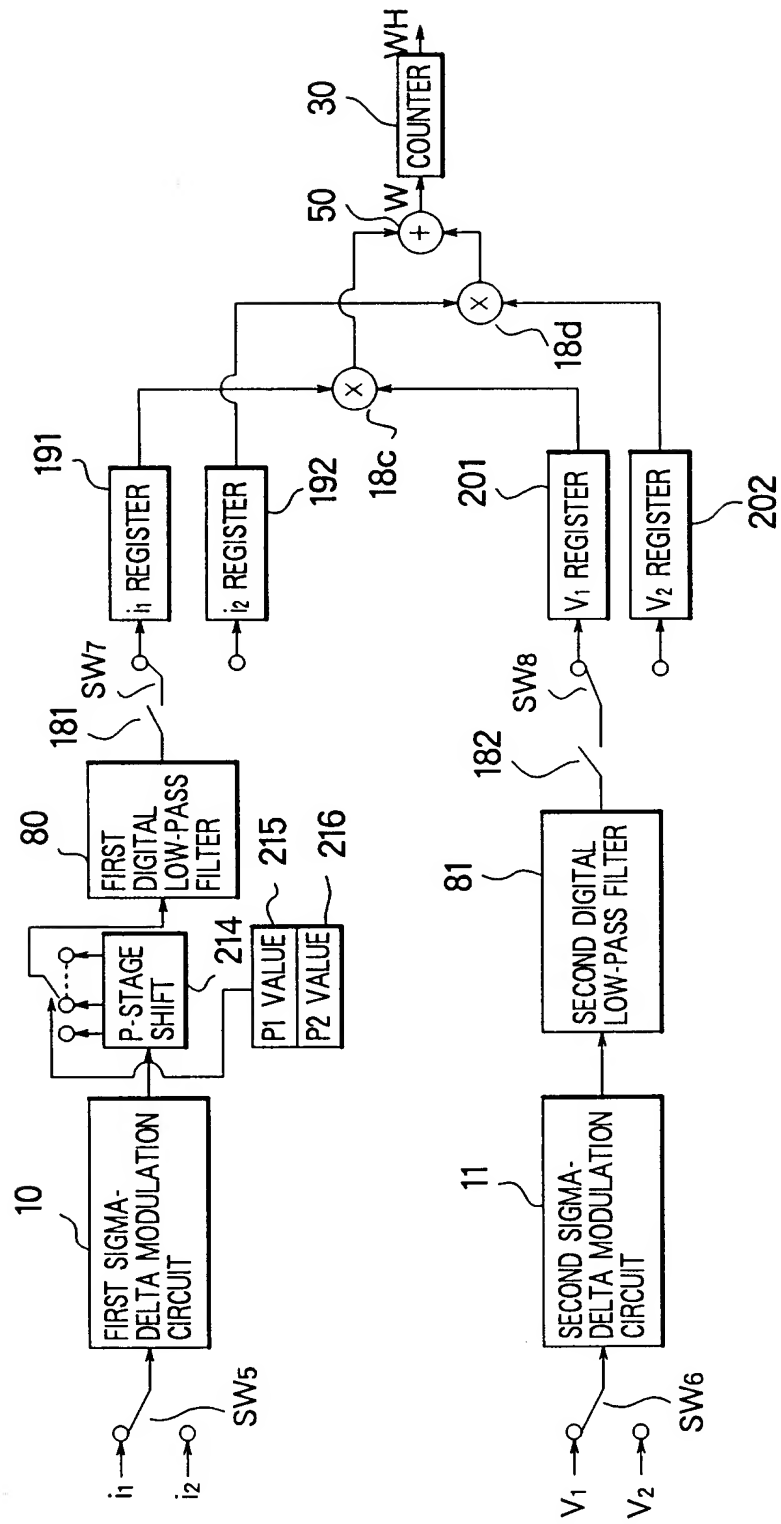 i1
i2
SW5
10
FIRST SIGMA-
DELTA MODULATION
CIRCUIT
P-STAGE
SHIFT
214
P1 VALUE
P2 VALUE
215
216
80
FIRST
DIGITAL
LOW-PASS
FILTER
181
SW7
191
i1 REGISTER
i2 REGISTER
192
18c
X
X
18d
50
+
W
30
COUNTER
WH
V1
V2
SW6
11
SECOND SIGMA-
DELTA MODULATION
CIRCUIT
81
SECOND DIGITAL
LOW-PASS FILTER
182
SW8
201
V1 REGISTER
V2 REGISTER
202